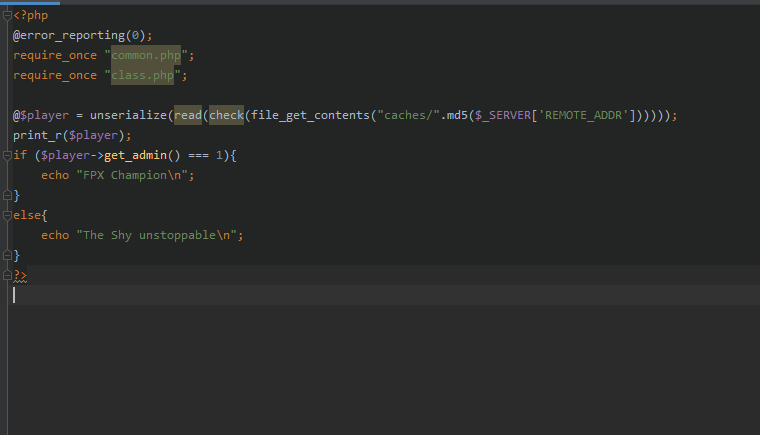 <?php
@error_reporting(0);
require_once "common.php";
require_once "class.php";
@$player = unserialize(read(check(file_get_contents("caches/".md5($_SERVER['REMOTE_ADDR'])))));
print_r($player);
if ($player->get_admin() === 1){
    echo "FPX Champion\n";
}
else{
    echo "The Shy unstoppable\n";
}
?>